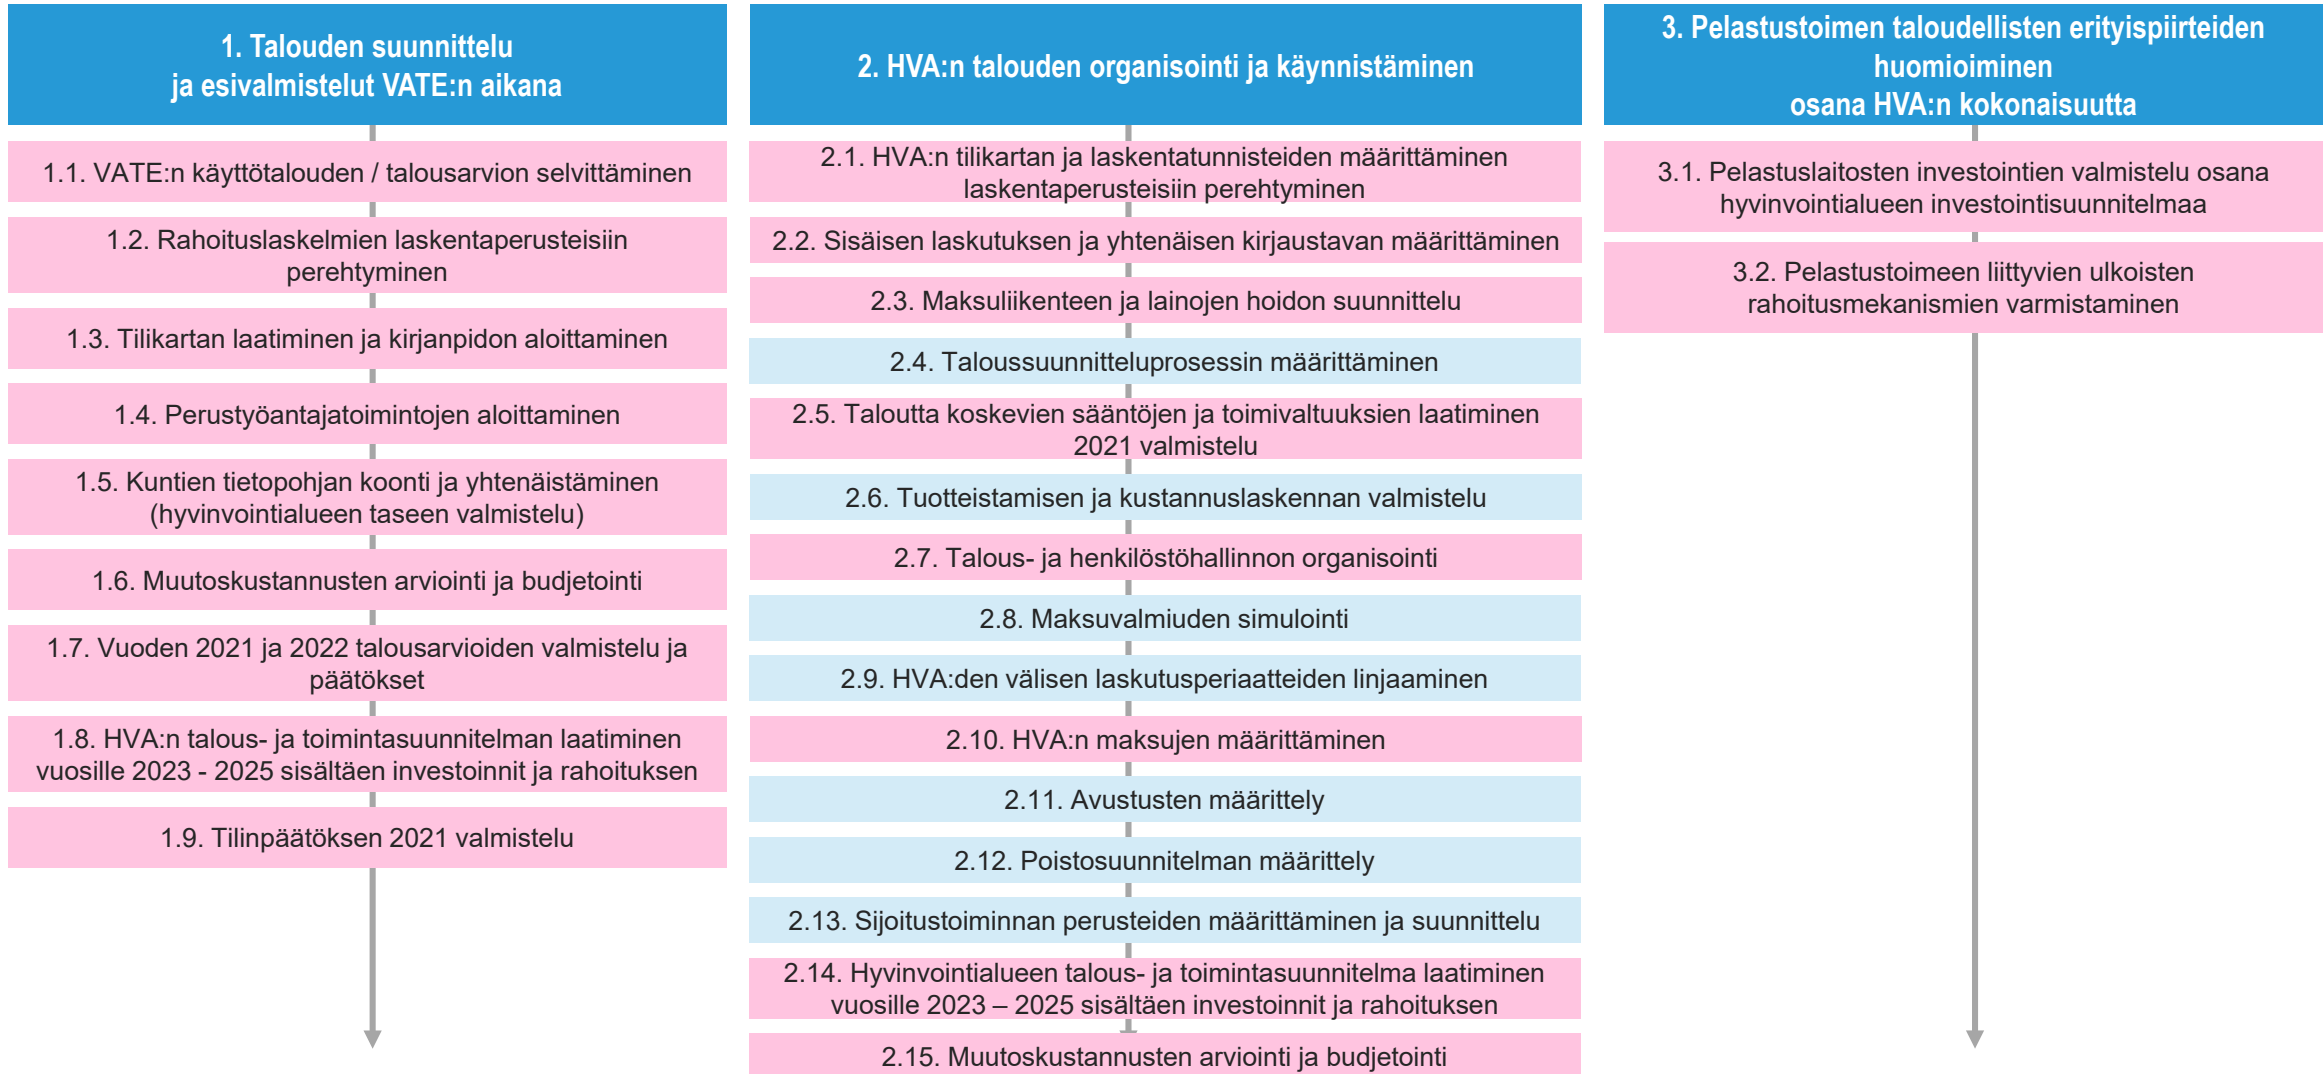 1. Talouden suunnittelu
ja esivalmistelut VATE:n aikana
1.1. VATE:n käyttötalouden / talousarvion selvittäminen
1.2. Rahoituslaskelmien laskentaperusteisiin
perehtyminen
1.3. Tilikartan laatiminen ja kirjanpidon aloittaminen
1.4. Perustyöantajatoimintojen aloittaminen
1.5. Kuntien tietopohjan koonti ja yhtenäistäminen
(hyvinvointialueen taseen valmistelu)
1.6. Muutoskustannusten arviointi ja budjetointi
1.7. Vuoden 2021 ja 2022 talousarvioiden valmistelu ja
päätökset
1.8. HVA:n talous- ja toimintasuunnitelman laatiminen
vuosille 2023 - 2025 sisältäen investoinnit ja rahoituksen
1.9. Tilinpäätöksen 2021 valmistelu
2. HVA:n talouden organisointi ja käynnistäminen
2.1. HVA:n tilikartan ja laskentatunnisteiden määrittäminen
laskentaperusteisiin perehtyminen
2.2. Sisäisen laskutuksen ja yhtenäisen kirjaustavan määrittäminen
2.3. Maksuliikenteen ja lainojen hoidon suunnittelu
2.4. Taloussuunnitteluprosessin määrittäminen
2.5. Taloutta koskevien sääntöjen ja toimivaltuuksien laatiminen
2021 valmistelu
2.6. Tuotteistamisen ja kustannuslaskennan valmistelu
2.7. Talous- ja henkilöstöhallinnon organisointi
2.8. Maksuvalmiuden simulointi
2.9. HVA:den välisen laskutusperiaatteiden linjaaminen
2.10. HVA:n maksujen määrittäminen
2.11. Avustusten määrittely
2.12. Poistosuunnitelman määrittely
2.13. Sijoitustoiminnan perusteiden määrittäminen ja suunnittelu
2.14. Hyvinvointialueen talous- ja toimintasuunnitelma laatiminen
vuosille 2023 – 2025 sisältäen investoinnit ja rahoituksen
2.15. Muutoskustannusten arviointi ja budjetointi
3. Pelastustoimen taloudellisten erityispiirteiden
huomioiminen
osana HVA:n kokonaisuutta
3.1. Pelastuslaitosten investointien valmistelu osana
hyvinvointialueen investointisuunnitelmaa
3.2. Pelastustoimeen liittyvien ulkoisten
rahoitusmekanismien varmistaminen